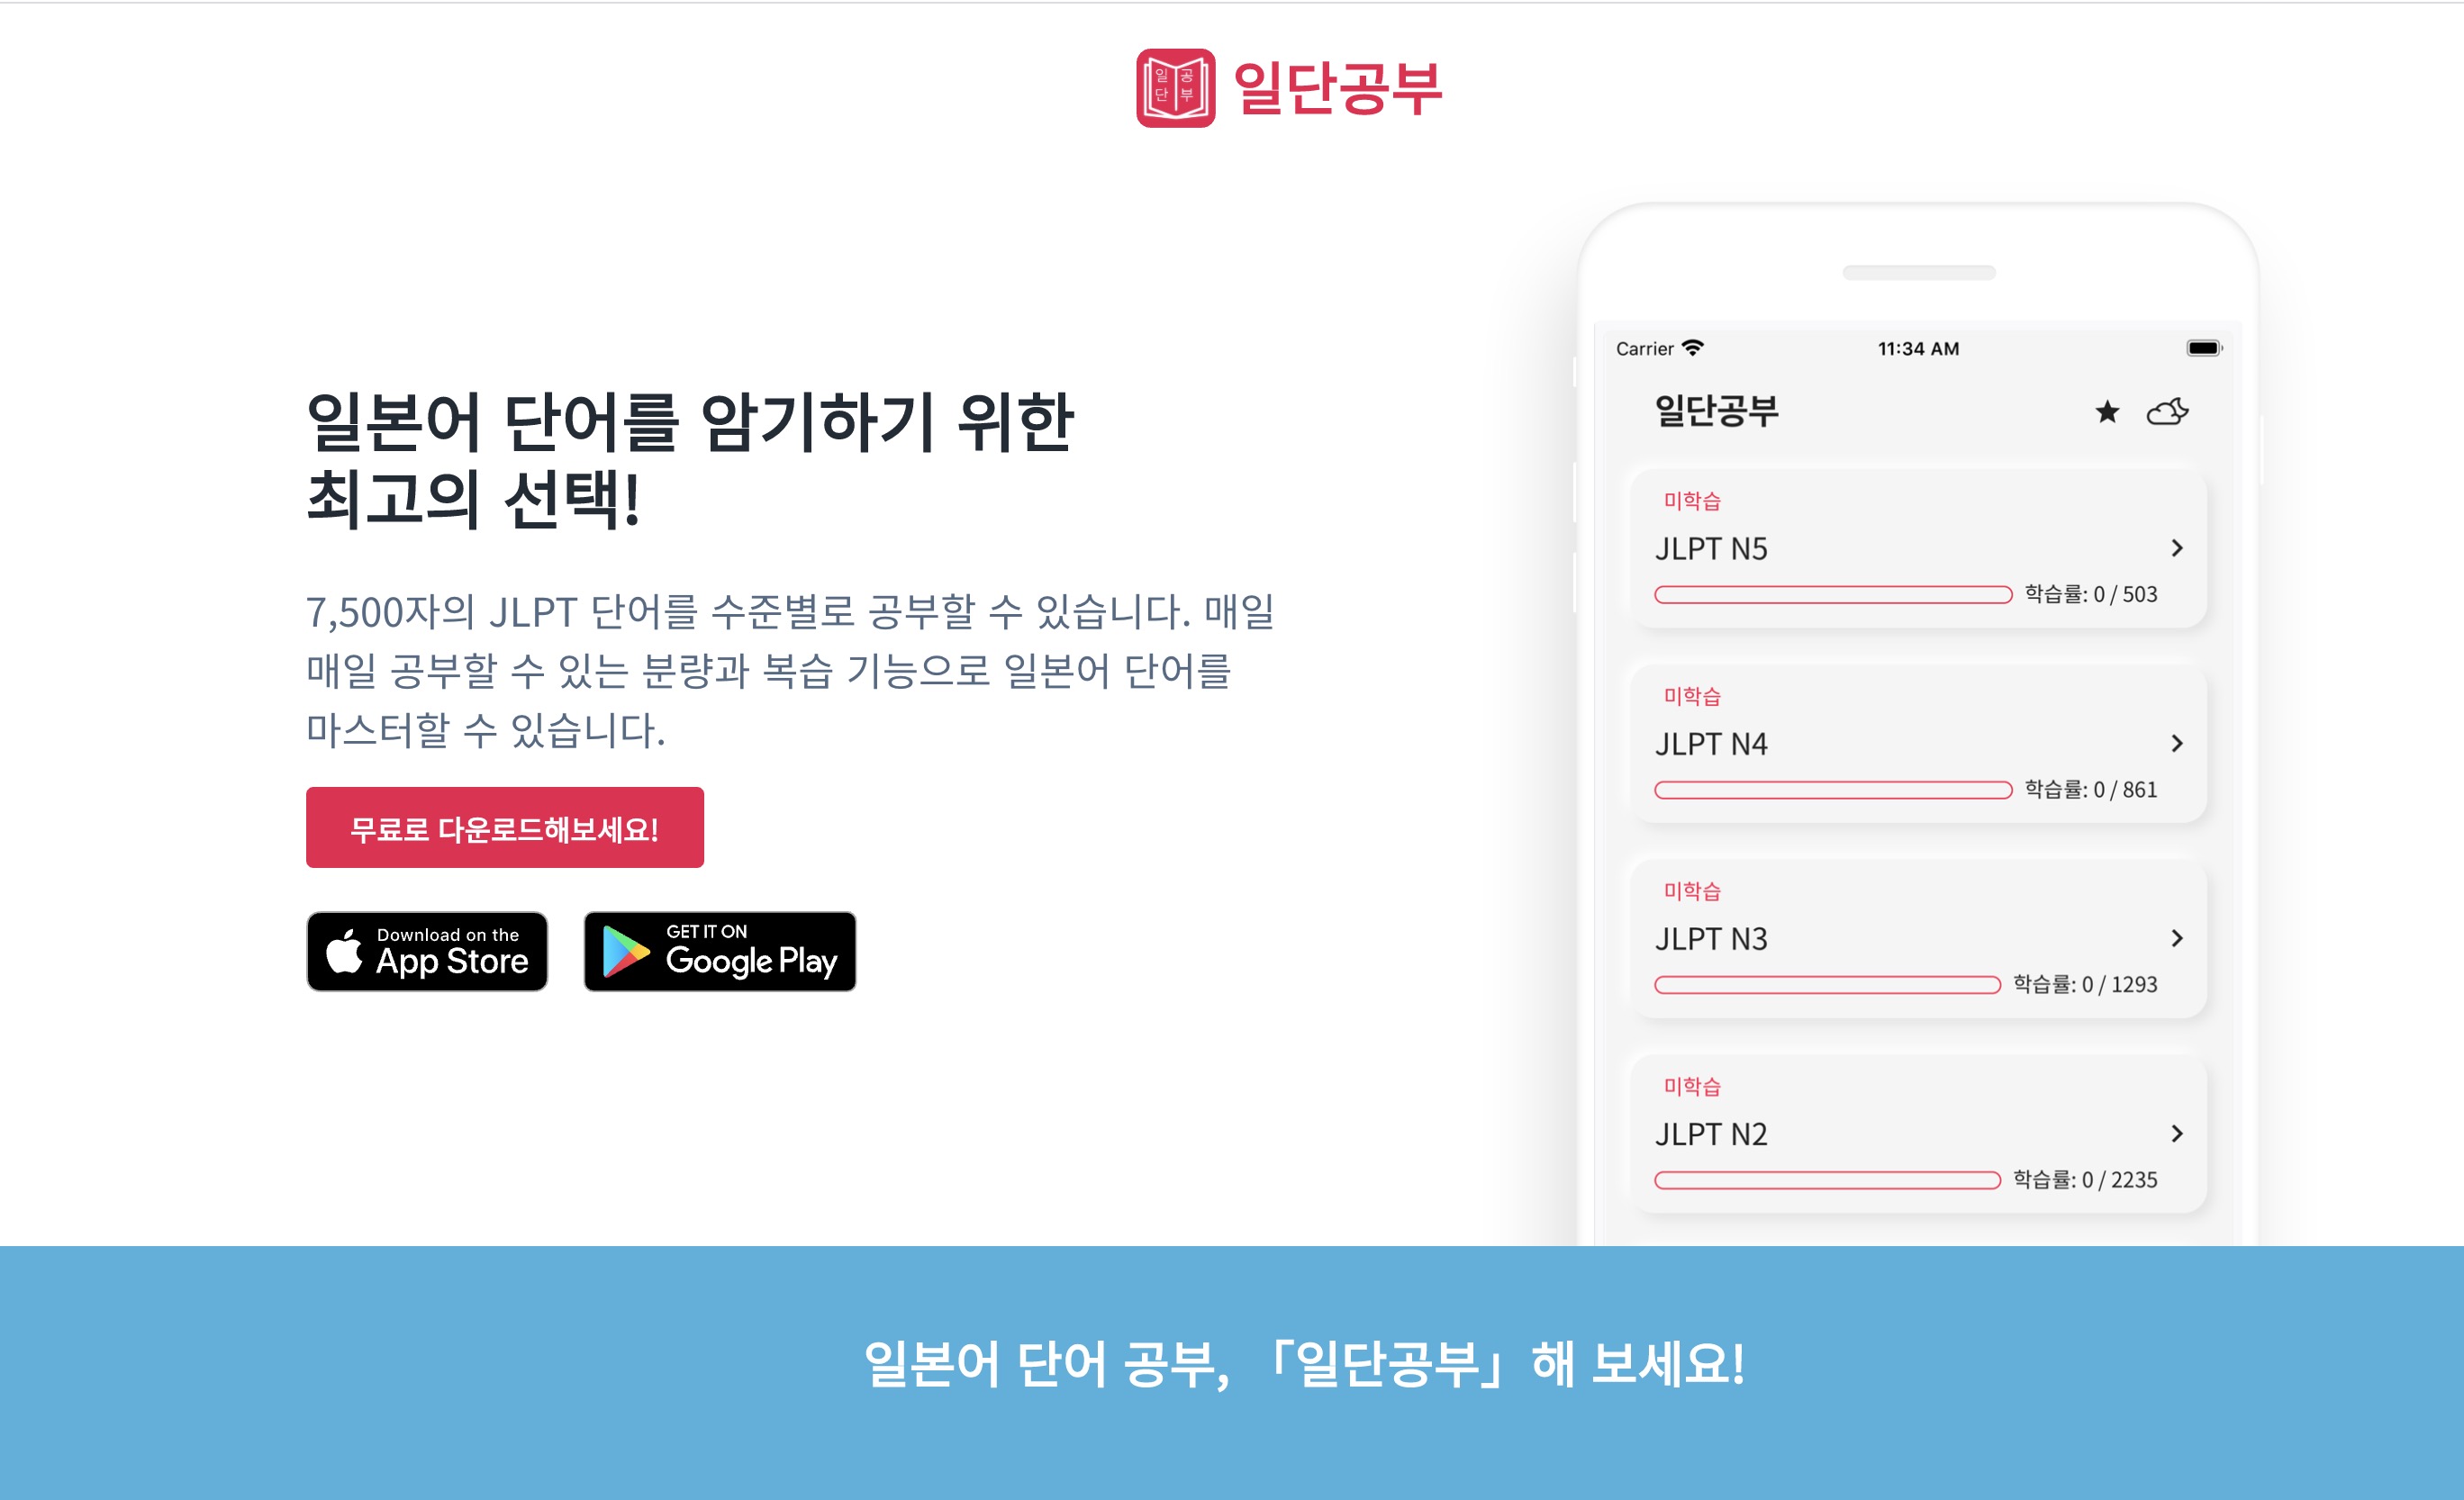 일단
공부
일단공부
일본어 단어를 암기하기 위한
최고의 선택!
7,500자의 JLPT 단어를 수준별로 공부할 수 있습니다. 매일
매일 공부할 수 있는 분량과 복습 기능으로 일본어 단어를
마스터할 수 있습니다.
무료로 다운로드해보세요!
Download on the
App Store
GET IT ON
Google Play
Carrier 11:34 AM
일단공부
미학습
JLPT N5
학습률: 0 / 503
미학습
JLPT N4
학습률: 0 / 861
미학습
JLPT N3
학습률: 0 / 1293
미학습
JLPT N2
학습률: 0 / 2235
일본어 단어 공부, 「일단공부」해 보세요!